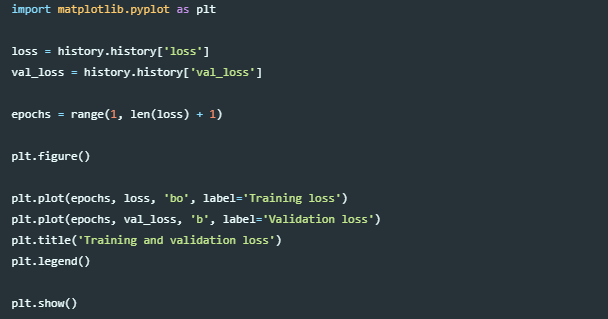 import matplotlib.pyplot as plt
loss = history.history['loss']
val_loss = history.history['val_loss']
epochs = range(1, len(loss) + 1)
plt.figure()
plt.plot(epochs, loss, 'bo', label='Training loss')
plt.plot(epochs, val_loss, 'b', label='Validation loss')
plt.title('Training and validation loss')
plt.legend()
plt.show()